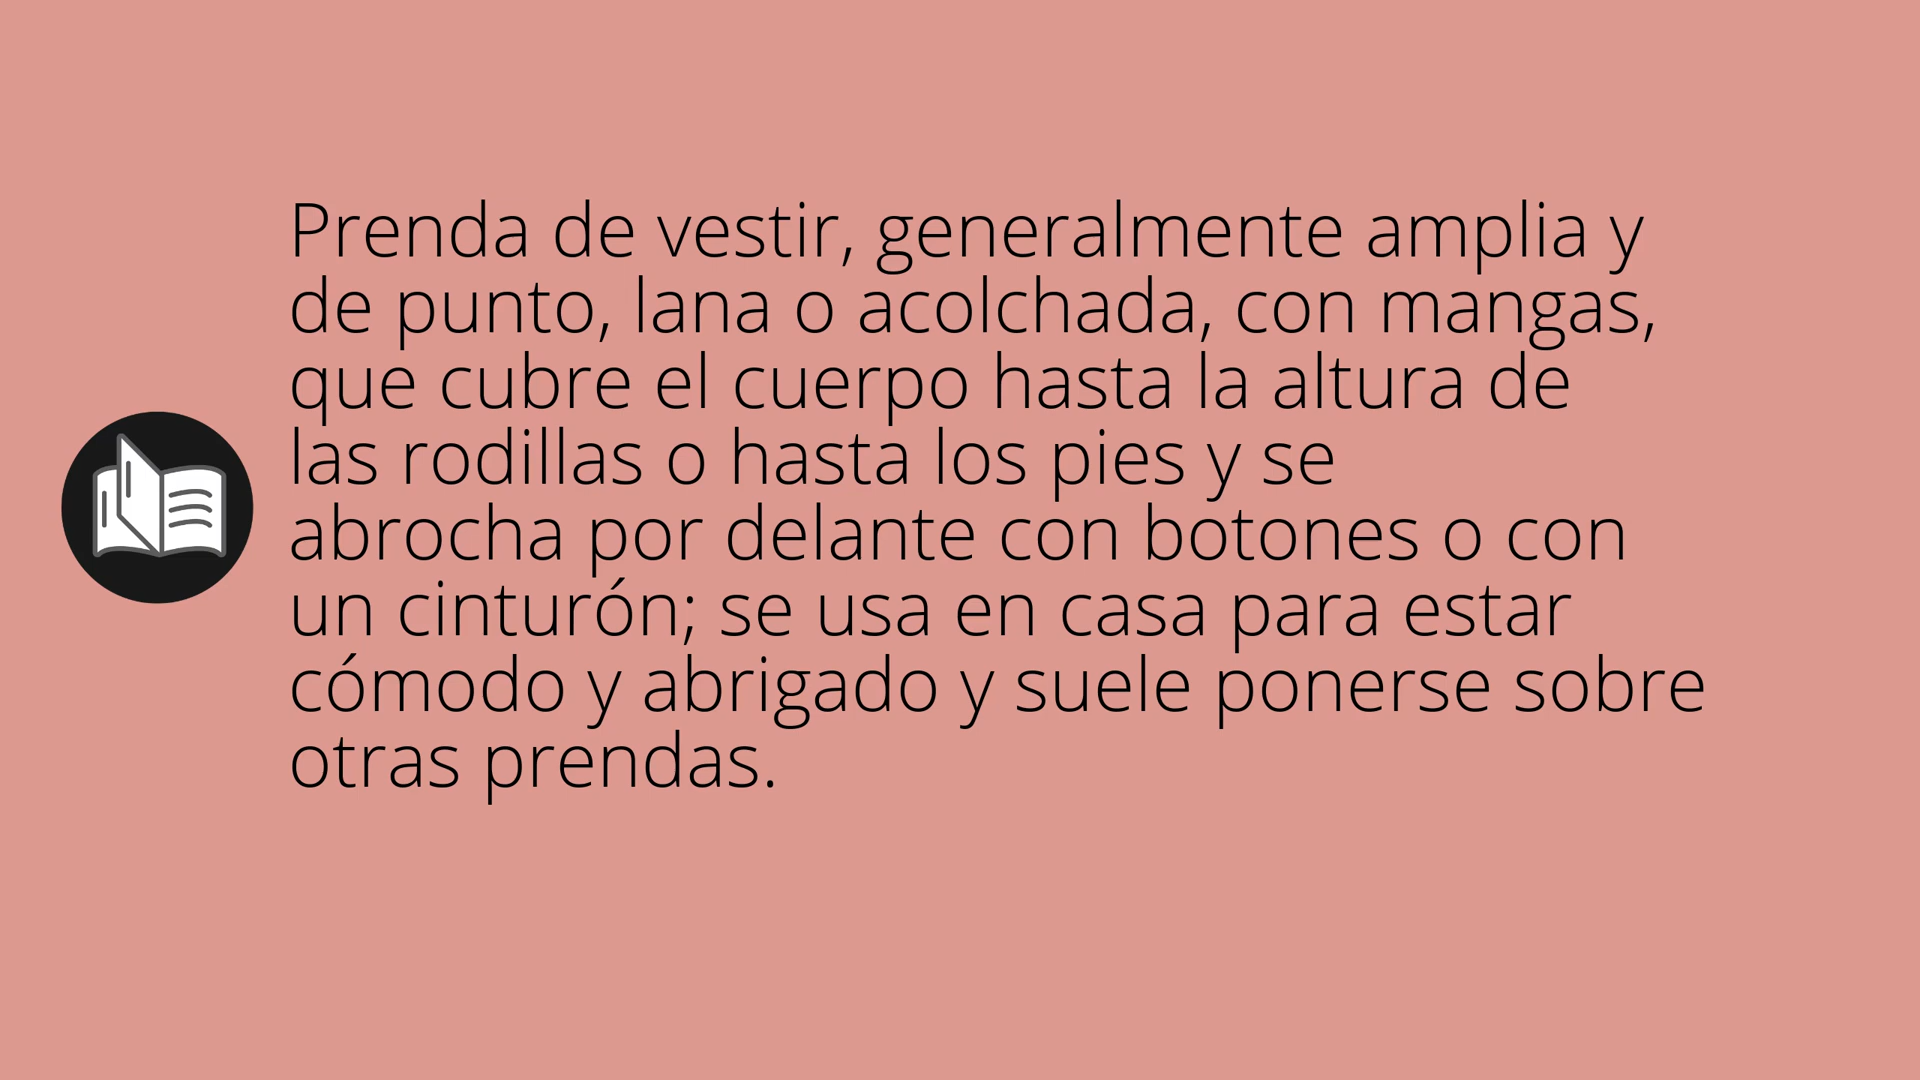 Prenda de vestir, generalmente amplia y
de punto, lana o acolchada, con mangas,
que cubre el cuerpo hasta la altura de
las rodillas o hasta los pies y se
abrocha por delante con botones o con
un cinturón; se usa en casa para estar
cómodo y abrigado y suele ponerse sobre
otras prendas.